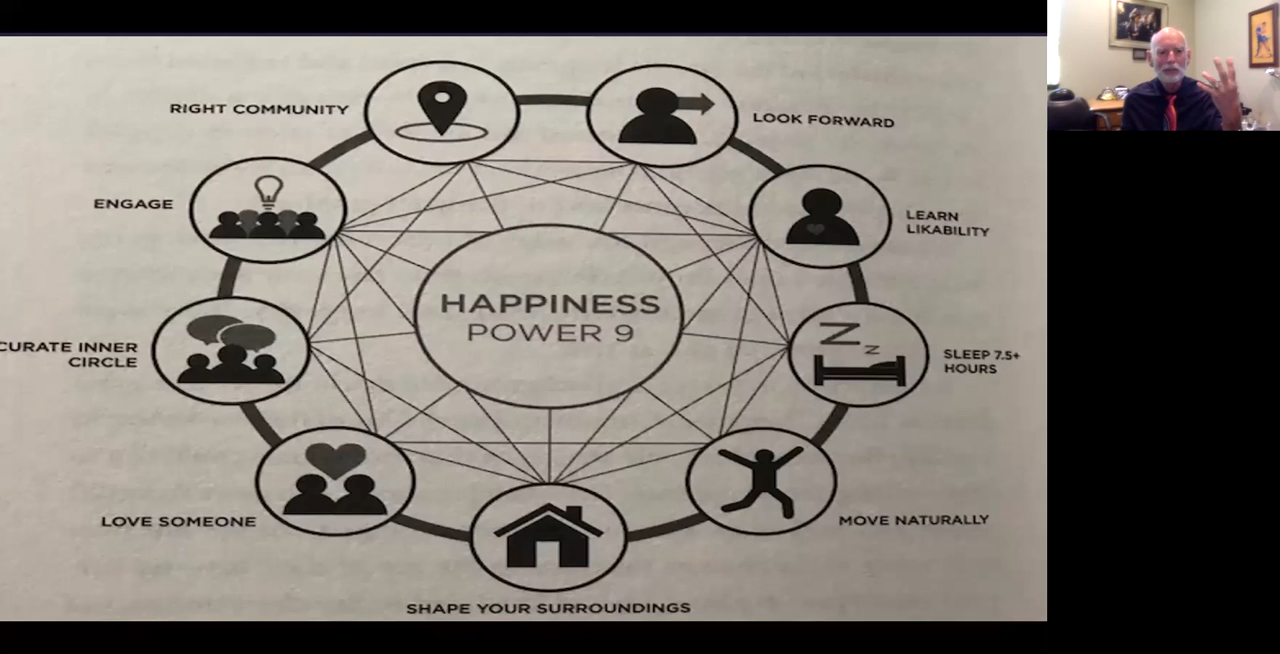 RIGHT COMMUNITY
LOOK FORWARD
ENGAGE
LEARN
LIKABILITY
HAPPINESS
POWER 9
CURATE INNER
CIRCLE
Z
Z
SLEEP 7.5+
HOURS
LOVE SOMEONE
MOVE NATURALLY
SHAPE YOUR SURROUNDINGS